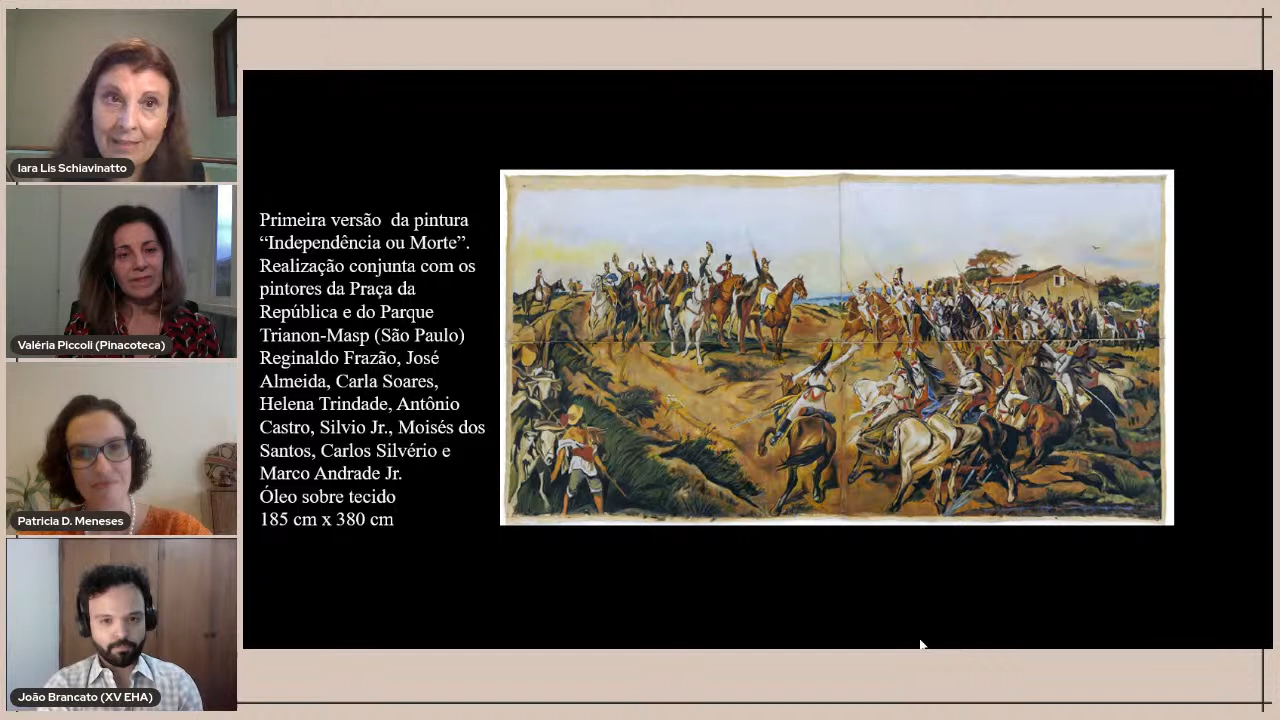 Iara Lis Schiavinatto
Valéria Piccoli (Pinacoteca)
Patricia D. Meneses
João Brancato (XV EHA)
Primeira versão da pintura
“Independência ou Morte”.
Realização conjunta com os
pintores da Praça da
República e do Parque
Trianon-Masp (São Paulo)
Reginaldo Frazão, José
Almeida, Carla Soares,
Helena Trindade, Antônio
Castro, Silvio Jr., Moisés dos
Santos, Carlos Silvério e
Marco Andrade Jr.
Óleo sobre tecido
185 cm x 380 cm